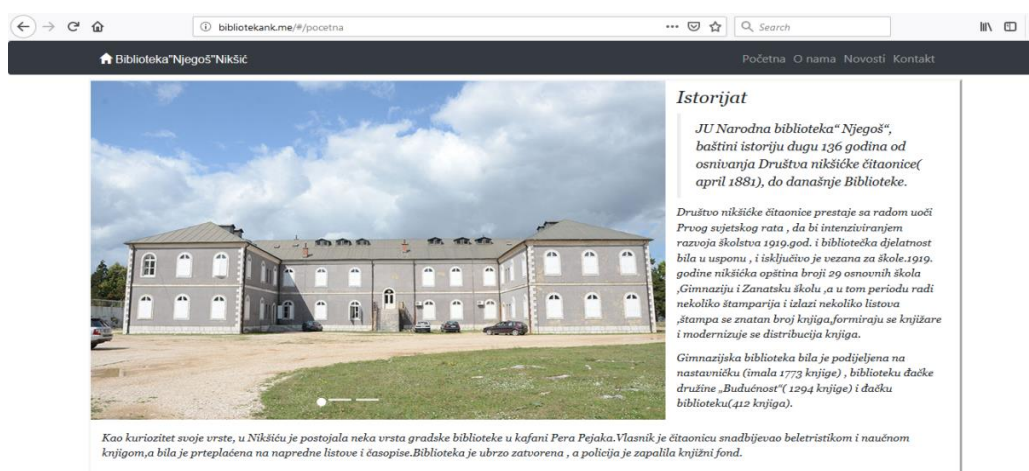 bibliotekank.me/#/pocetna
Search
Biblioteka"Njegoš"Nikšić
Početna O nama Novosti Kontakt
Istorijat
JU Narodna biblioteka“ Njegoš“,
baštini istoriju dugu 136 godina od
osnivanja Društva nikšićke čitaonice(
april 1881), do današnje Biblioteke.
Društvo nikšićke čitaonice prestaje sa radom uoči
Prvog svjetskog rata , da bi intenziviranjem
razvoja školstva 1919.god. i bibliotečka djelatnost
bila u usponu , i isključivo je vezana za škole.1919.
godine nikšićka opština broji 29 osnovnih škola
,Gimnaziju i Zanatsku školu ,a u tom periodu radi
nekoliko štamparija i izlazi nekoliko listova
,štampa se znatan broj knjiga,formiraju se knjižare
i modernizuje se distribucija knjiga.
Gimnazijska biblioteka bila je podijeljena na
nastavničku (imala 1773 knjige) , biblioteku đačke
družine „Budućnost“( 1294 knjige) i đačku
biblioteku(412 knjiga).
Kao kuriozitet svoje vrste, u Nikšiću je postojala neka vrsta gradske biblioteke u kafani Pera Pejaka.Vlasnik je čitaonicu snadbijevao beletristikom i naučnom
knjigom,a bila je prteplaćena na napredne listove i časopise.Biblioteka je ubrzo zatvorena , a policija je zapalila knjižni fond.